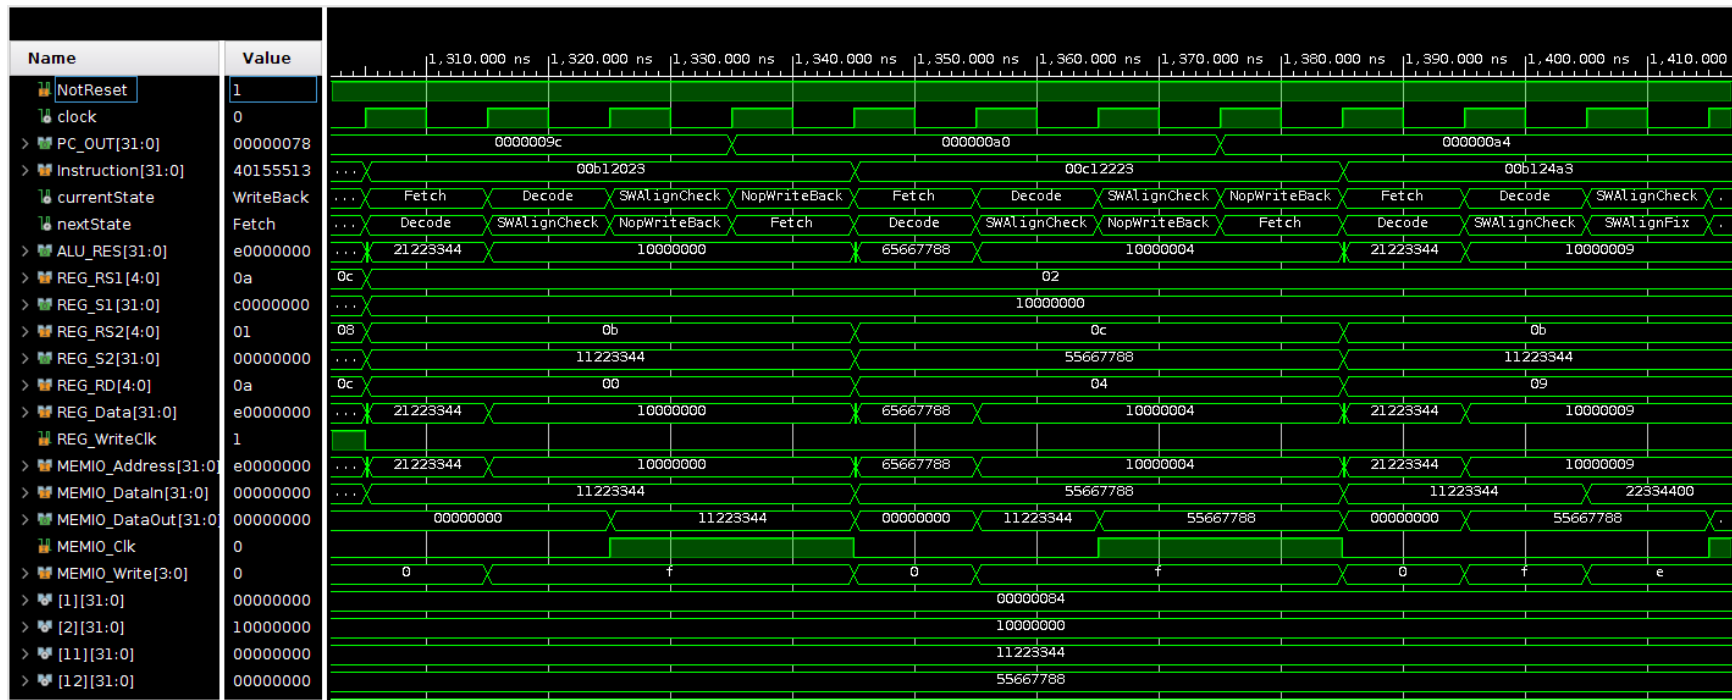 Name Value 1,310.000 ns 1,320.000 ns 1,330.000 ns 1,340.000 ns 1,350.000 ns 1,360.000 ns 1,370.000 ns 1,380.000 ns 1,390.000 ns 1,400.000 ns 1,410.000
NotReset 1
clock 0
PC_OUT[31:0] 00000078 0000009c 000000a0 000000a4
Instruction[31:0] 40155513 ... 00b12023 00c12223 00b124a3
currentState WriteBack ... Fetch Decode SWAlignCheck NopWriteBack Fetch Decode SWAlignCheck NopWriteBack Fetch Decode SWAlignCheck .
nextState Fetch ... Decode SWAlignCheck NopWriteBack Fetch Decode SWAlignCheck NopWriteBack Fetch Decode SWAlignCheck SWAlignFix .
ALU_RES[31:0] e0000000 ... 21223344 10000000 65667788 10000004 21223344 10000009
REG_RS1[4:0] 0a 0c 02
REG_S1[31:0] c0000000 ... 10000000
REG_RS2[4:0] 01 08 0b 0c 0b
REG_S2[31:0] 00000000 ... 11223344 55667788 11223344
REG_RD[4:0] 0a 0c 00 04 09
REG_Data[31:0] e0000000 ... 21223344 10000000 65667788 10000004 21223344 10000009
REG_WriteClk 1
MEMIO_Address[31:0] e0000000 ... 21223344 10000000 65667788 10000004 21223344 10000009
MEMIO_DataIn[31:0] 00000000 ... 11223344 55667788 11223344 22334400
MEMIO_DataOut[31:0] 00000000 00000000 11223344 00000000 11223344 55667788 00000000 55667788 .
MEMIO_Clk 0
MEMIO_Write[3:0] 0 0 f 0 f 0 f e
[1][31:0] 00000000 00000084
[2][31:0] 10000000 10000000
[11][31:0] 00000000 11223344
[12][31:0] 00000000 55667788